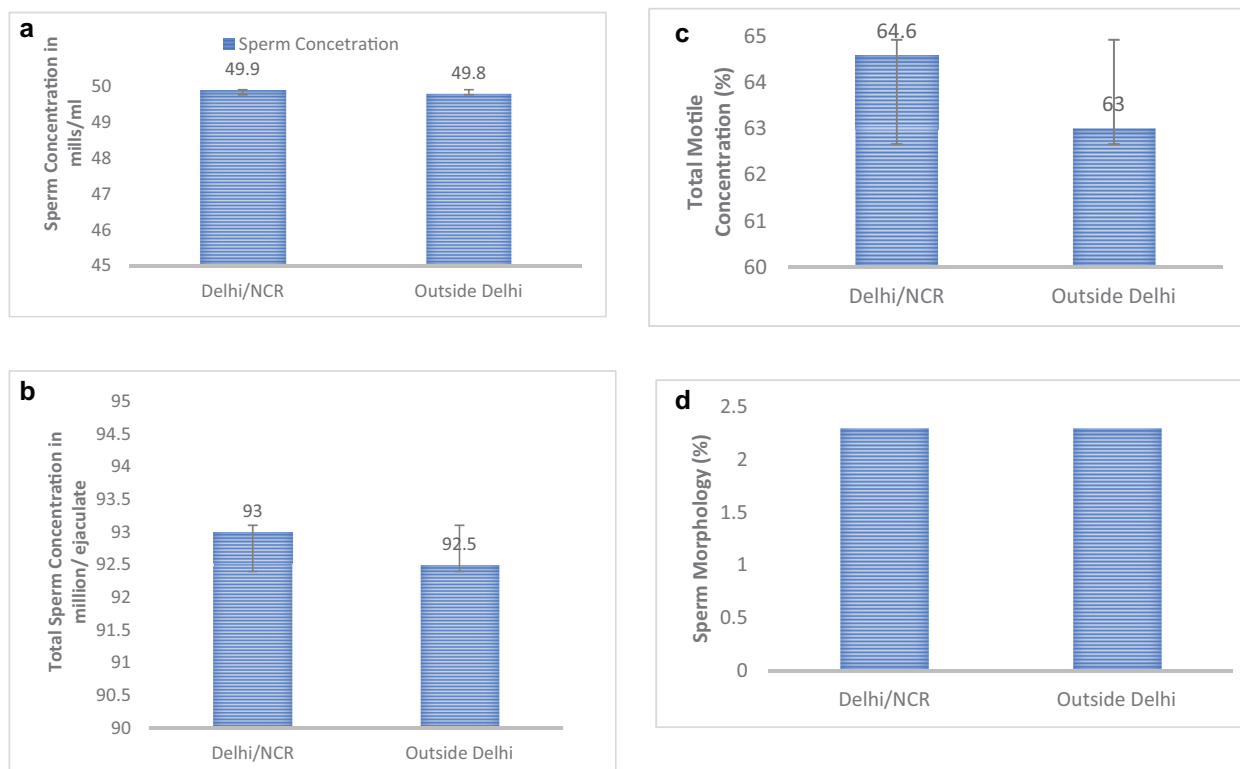 a
Sperm Concentration in
mills/ml
Sperm Concetration
49.9
49.8
50
49
48
47
46
45
Delhi/NCR
Outside Delhi
b
Total Sperm Concentration in
million/ ejaculate
95
94.5
94
93.5
93
92.5
92
91.5
91
90.5
90
93
92.5
Delhi/NCR
Outside Delhi
c
Total Motile
Concentration (%)
65
64
63
62
61
60
64.6
63
Delhi/NCR
Outside Delhi
d
Sperm Morphology (%)
2.5
2
1.5
1
0.5
0
Delhi/NCR
Outside Delhi